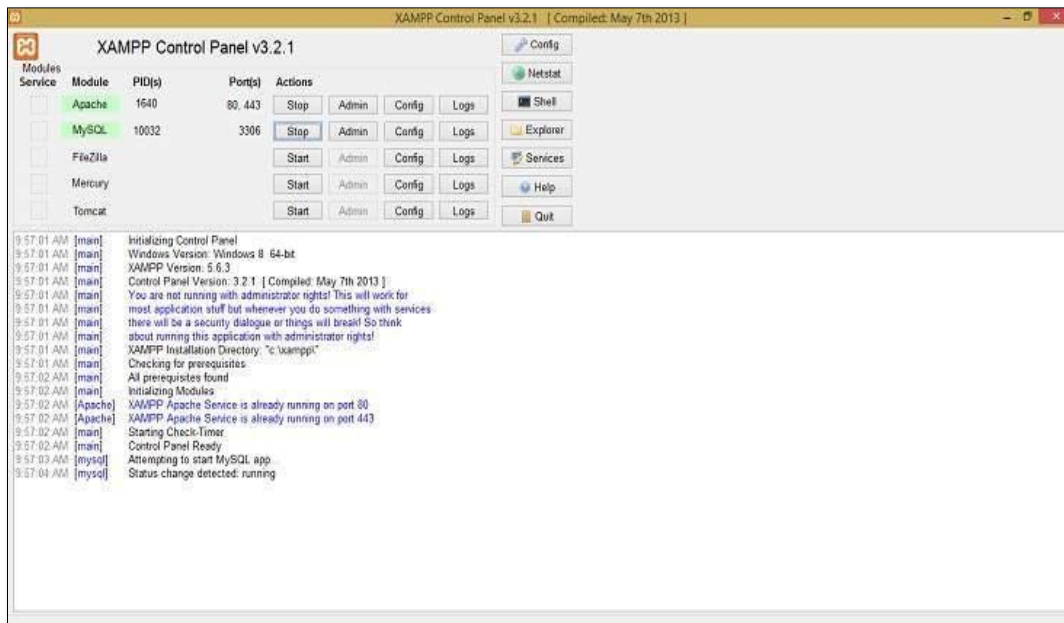 XAMPP Control Panel v3.2.1 [ Compiled: May 7th 2013 ]
XAMPP Control Panel v3.2.1
Config
Modules
Service Module PID(s) Port(s) Actions
Netstat
Apache 1640 80, 443 Stop Admin Config Logs
Shell
MySQL 10032 3306 Stop Admin Config Logs
Explorer
FileZilla Start Admin Config Logs
Services
Mercury Start Admin Config Logs
Help
Tomcat Start Admin Config Logs
Quit
9:57:01 AM [main] Initializing Control Panel
9:57:01 AM [main] Windows Version: Windows 8 64-bit
9:57:01 AM [main] XAMPP Version: 5.6.3
9:57:01 AM [main] Control Panel Version: 3.2.1 [ Compiled: May 7th 2013 ]
9:57:01 AM [main] You are not running with administrator rights! This will work for
9:57:01 AM [main] most application stuff but whenever you do something with services
9:57:01 AM [main] there will be a security dialogue or things will break! So think
9:57:01 AM [main] about running this application with administrator rights!
9:57:01 AM [main] XAMPP Installation Directory: "c:\xampp\"
9:57:01 AM [main] Checking for prerequisites
9:57:02 AM [main] All prerequisites found
9:57:02 AM [main] Initializing Modules
9:57:02 AM [Apache] XAMPP Apache Service is already running on port 80
9:57:02 AM [Apache] XAMPP Apache Service is already running on port 443
9:57:02 AM [main] Starting Check-Timer
9:57:02 AM [main] Control Panel Ready
9:57:03 AM [mysql] Attempting to start MySQL app...
9:57:04 AM [mysql] Status change detected: running